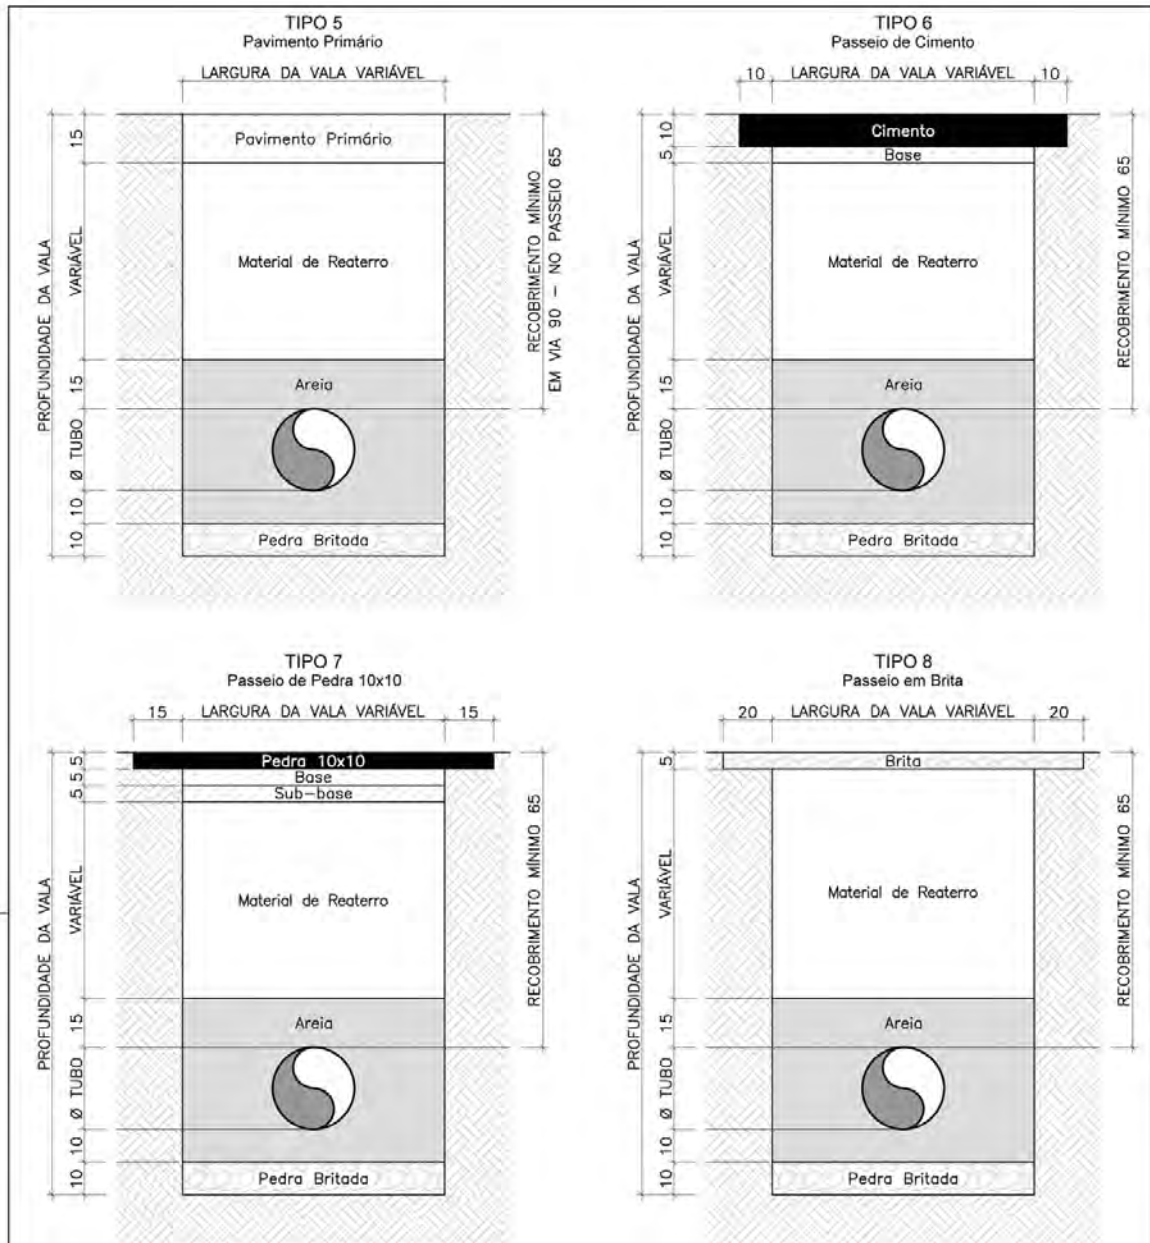 TIPO 5
Pavimento Primário
LARGURA DA VALA VARIÁVEL
Pavimento Primário
Material de Reaterro
Areia
Pedra Britada
PROFUNDIDADE DA VALA
15
VARIÁVEL
15
Ø TUBO
10
10
RECOBRIMENTO MÍNIMO
EM VIA 90 – NO PASSEIO 65
TIPO 6
Passeio de Cimento
10 LARGURA DA VALA VARIÁVEL 10
Cimento
Base
Material de Reaterro
Areia
Pedra Britada
PROFUNDIDADE DA VALA
10
5
VARIÁVEL
15
Ø TUBO
10
10
RECOBRIMENTO MÍNIMO 65
TIPO 7
Passeio de Pedra 10x10
15 LARGURA DA VALA VARIÁVEL 15
Pedra 10x10
Base
Sub-base
Material de Reaterro
Areia
Pedra Britada
PROFUNDIDADE DA VALA
5
5
5
VARIÁVEL
15
Ø TUBO
10
10
RECOBRIMENTO MÍNIMO 65
TIPO 8
Passeio em Brita
20 LARGURA DA VALA VARIÁVEL 20
Brita
Material de Reaterro
Areia
Pedra Britada
PROFUNDIDADE DA VALA
5
VARIÁVEL
15
Ø TUBO
10
10
RECOBRIMENTO MÍNIMO 65